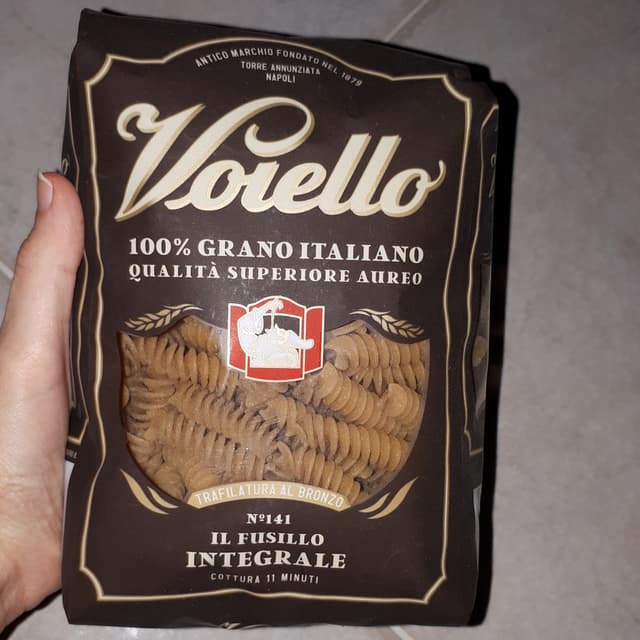 ANTICO MARCHIO FONDATO NEL 1879
TORRE ANNUNZIATA
NAPOLI
Voiello
100% GRANO ITALIANO
QUALITÀ SUPERIORE AUREO
TRAFILATURA AL BRONZO
Nº141
IL FUSILLO
INTEGRALE
COTTURA 11 MINUTI